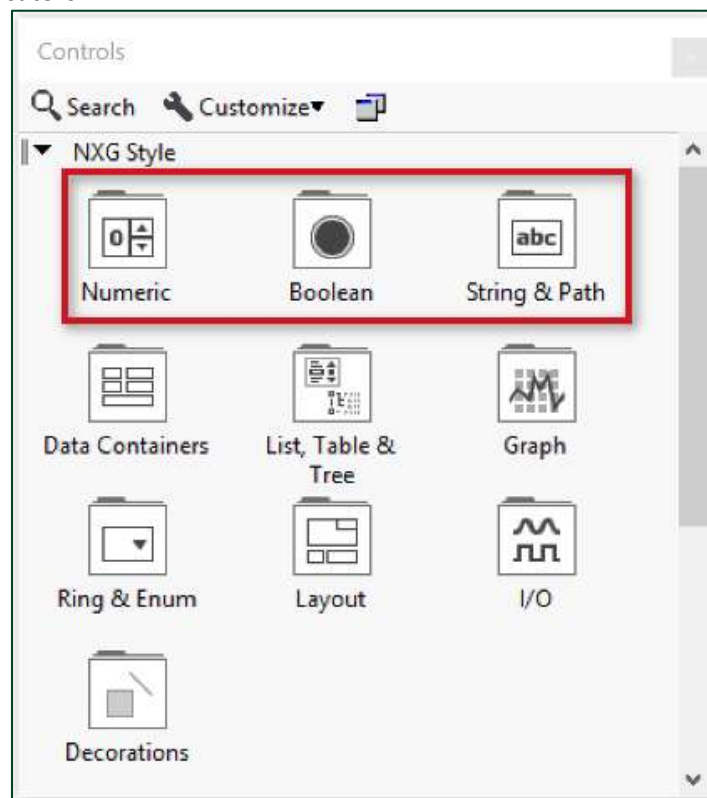 Controls
Search Customize
NXG Style
0 abc
Numeric Boolean String & Path
Data Containers List, Table & Tree Graph
Ring & Enum Layout I/O
Decorations